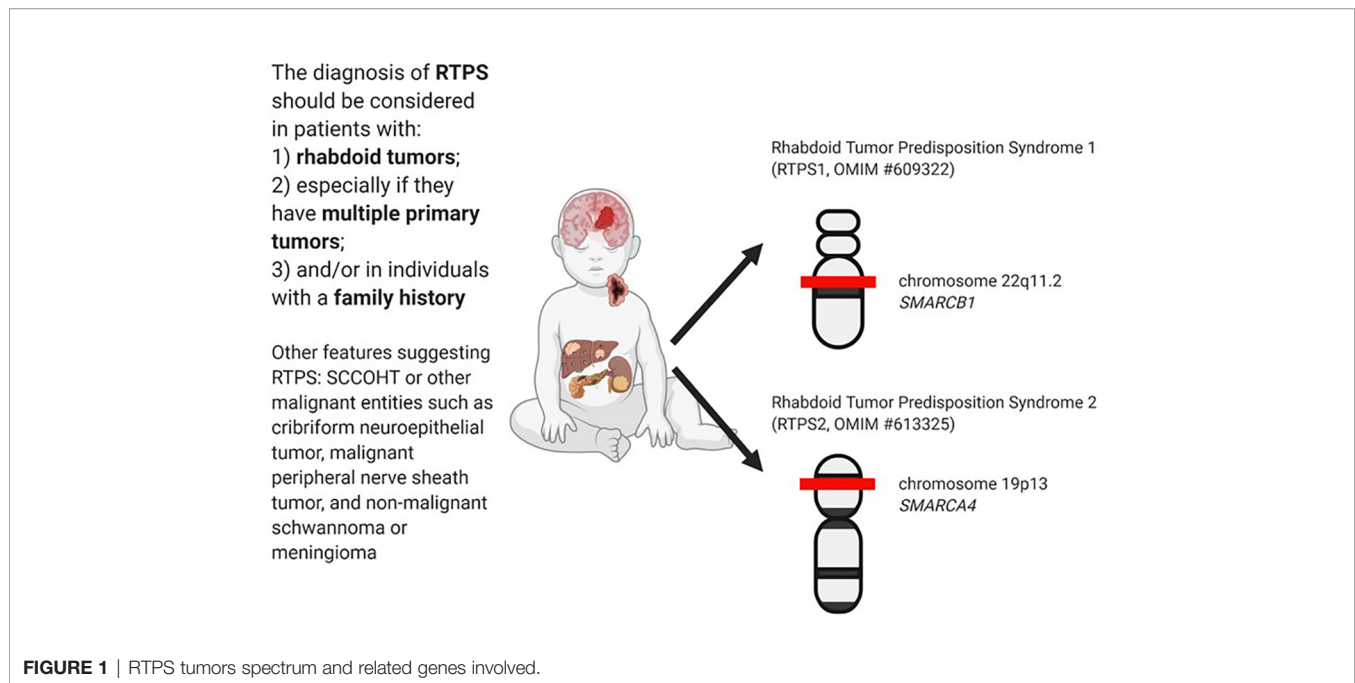 The diagnosis of RTPS
should be considered
in patients with:
1) rhabdoid tumors;
2) especially if they
have multiple primary
tumors;
3) and/or in individuals
with a family history
Other features suggesting
RTPS: SCCOHT or other
malignant entities such as
cribriform neuroepithelial
tumor, malignant
peripheral nerve sheath
tumor, and non-malignant
schwannoma or
meningioma
Rhabdoid Tumor Predisposition Syndrome 1
(RTPS1, OMIM #609322)
chromosome 22q11.2
SMARCB1
Rhabdoid Tumor Predisposition Syndrome 2
(RTPS2, OMIM #613325)
chromosome 19p13
SMARCA4
FIGURE 1 | RTPS tumors spectrum and related genes involved.